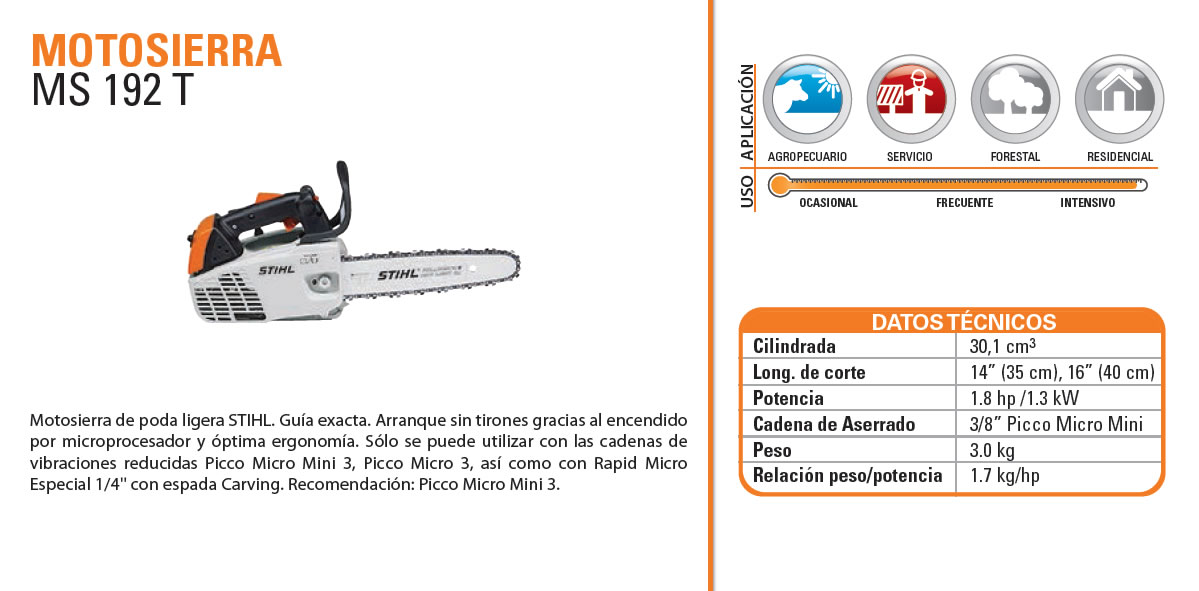 MOTOSIERRA
MS 192 T
STIHL
STIHL
Motosierra de poda ligera STIHL. Guía exacta. Arranque sin tirones gracias al encendido
por microprocesador y óptima ergonomía. Sólo se puede utilizar con las cadenas de
vibraciones reducidas Picco Micro Mini 3, Picco Micro 3, así como con Rapid Micro
Especial 1/4" con espada Carving. Recomendación: Picco Micro Mini 3.
APLICACIÓN
AGROPECUARIO SERVICIO FORESTAL RESIDENCIAL
USO
OCASIONAL FRECUENTE INTENSIVO
DATOS TÉCNICOS
Cilindrada 30,1 cm³
Long. de corte 14” (35 cm), 16” (40 cm)
Potencia 1.8 hp /1.3 kW
Cadena de Aserrado 3/8” Picco Micro Mini
Peso 3.0 kg
Relación peso/potencia 1.7 kg/hp